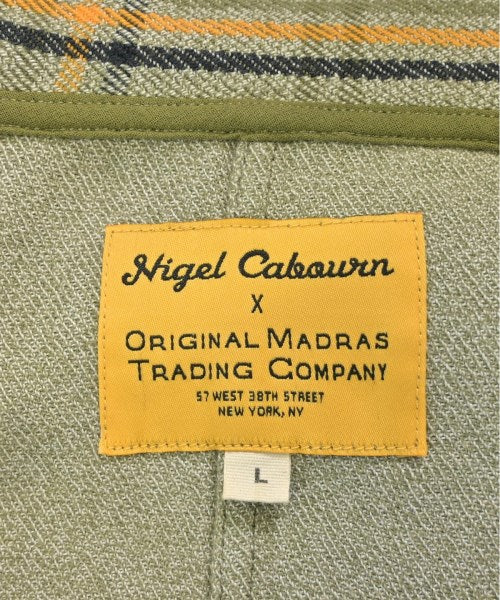 Nigel Cabourn
X
ORIGINAL MADRAS
TRADING COMPANY
57 WEST 38TH STREET
NEW YORK, NY
L